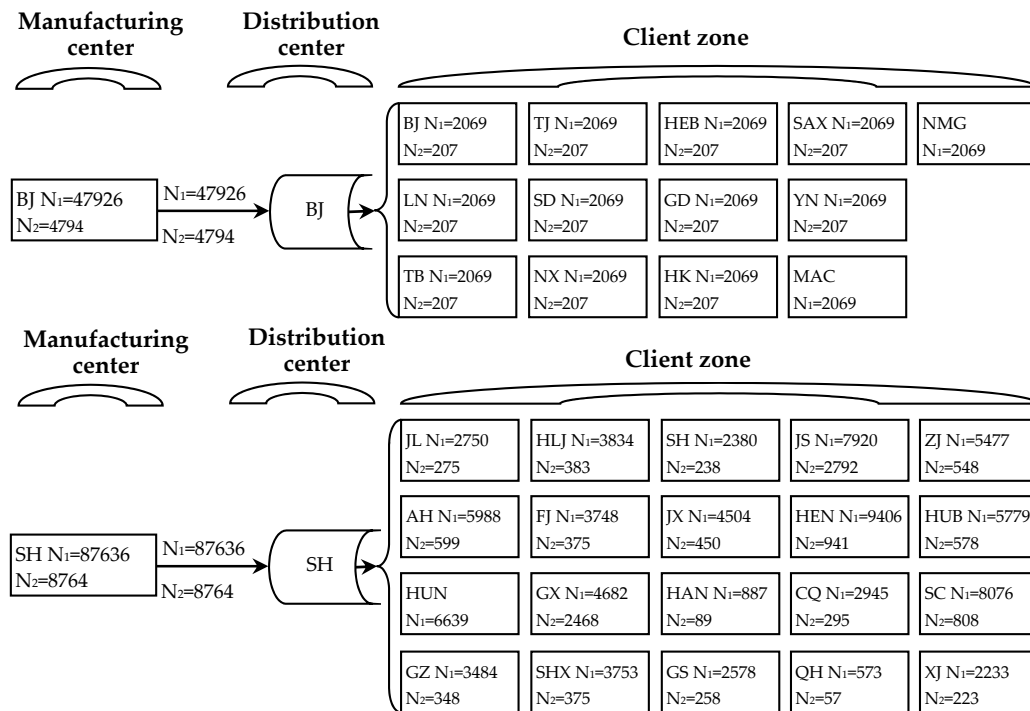 Manufacturing
center
Distribution
center
Client zone
BJ N₁=2069
N₂=207
TJ N₁=2069
N₂=207
HEB N₁=2069
N₂=207
SAX N₁=2069
N₂=207
NMG
N₁=2069
BJ N₁=47926
N₂=4794
N₁=47926
N₂=4794
BJ
LN N₁=2069
N₂=207
SD N₁=2069
N₂=207
GD N₁=2069
N₂=207
YN N₁=2069
N₂=207
TB N₁=2069
N₂=207
NX N₁=2069
N₂=207
HK N₁=2069
N₂=207
MAC
N₁=2069
Manufacturing
center
Distribution
center
Client zone
JL N₁=2750
N₂=275
HLJ N₁=3834
N₂=383
SH N₁=2380
N₂=238
JS N₁=7920
N₂=2792
ZJ N₁=5477
N₂=548
AH N₁=5988
N₂=599
FJ N₁=3748
N₂=375
JX N₁=4504
N₂=450
HEN N₁=9406
N₂=941
HUB N₁=5779
N₂=578
SH N₁=87636
N₂=8764
N₁=87636
N₂=8764
SH
HUN
N₁=6639
GX N₁=4682
N₂=2468
HAN N₁=887
N₂=89
CQ N₁=2945
N₂=295
SC N₁=8076
N₂=808
GZ N₁=3484
N₂=348
SHX N₁=3753
N₂=375
GS N₁=2578
N₂=258
QH N₁=573
N₂=57
XJ N₁=2233
N₂=223